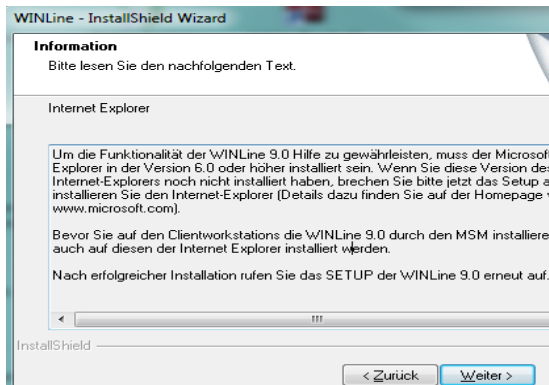 WINLine - InstallShield Wizard
Information
Bitte lesen Sie den nachfolgenden Text.
Internet Explorer
Um die Funktionalität der WINLine 9.0 Hilfe zu gewährleisten, muss der Microsoft
Explorer in der Version 6.0 oder höher installiert sein. Wenn Sie diese Version des
Internet-Explorers noch nicht installiert haben, brechen Sie bitte jetzt das Setup a
installieren Sie den Internet-Explorer (Details dazu finden Sie auf der Homepage
www.microsoft.com).
Bevor Sie auf den Clientworkstations die WINLine 9.0 durch den MSM installiere
auch auf diesen der Internet Explorer installiert werden.
Nach erfolgreicher Installation rufen Sie das SETUP der WINLine 9.0 erneut auf.
InstallShield
< Zurück
Weiter >